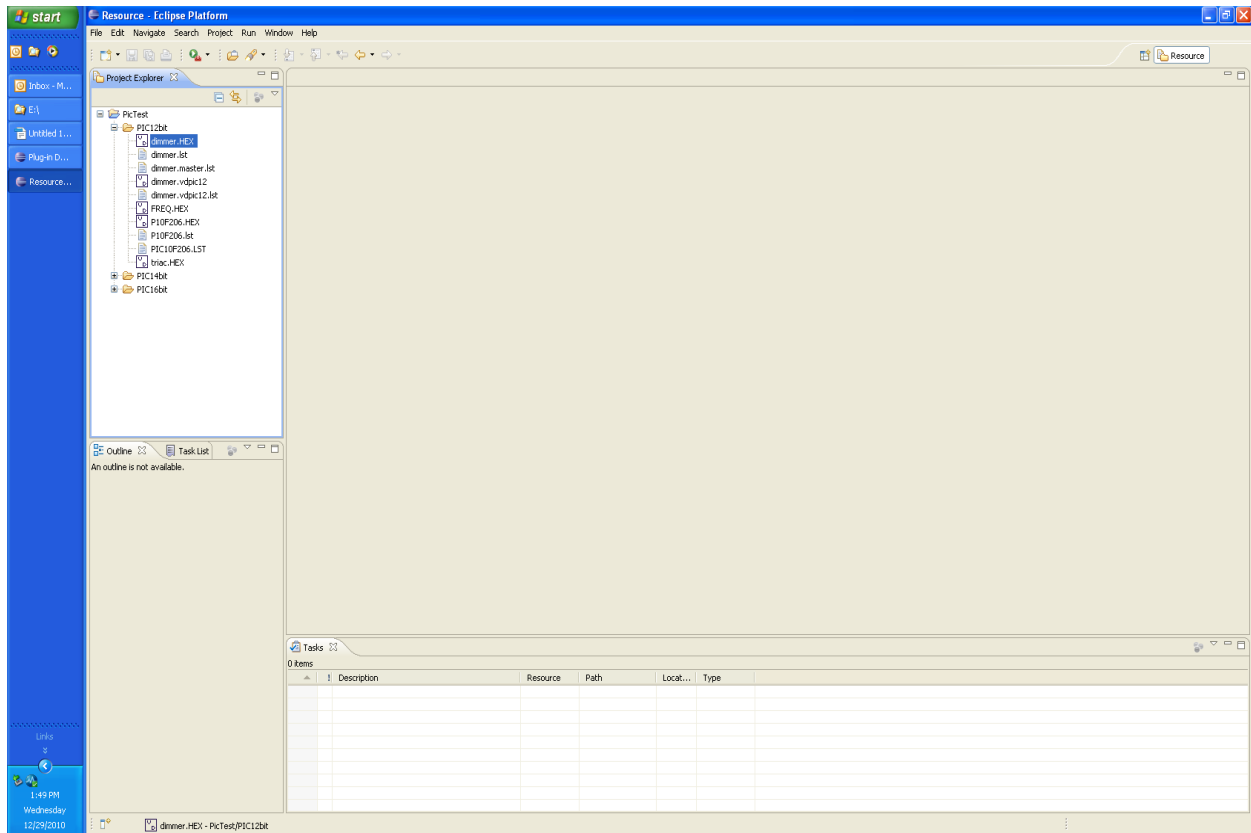 start
Resource - Eclipse Platform
File Edit Navigate Search Project Run Window Help
Resource
Inbox - M...
E:\
Untitled 1...
Plug-in D...
Resource...
Project Explorer
PicTest
PIC12bit
dimmer.HEX
dimmer.lst
dimmer.master.lst
dimmer.vdpic12
dimmer.vdpic12.lst
FREQ.HEX
P10F206.HEX
P10F206.lst
PIC10F206.LST
triac.HEX
PIC14bit
PIC16bit
Outline Task List
An outline is not available.
Tasks
0 items
! Description Resource Path Locat... Type
Links
1:49 PM
Wednesday
12/29/2010
dimmer.HEX - PicTest/PIC12bit